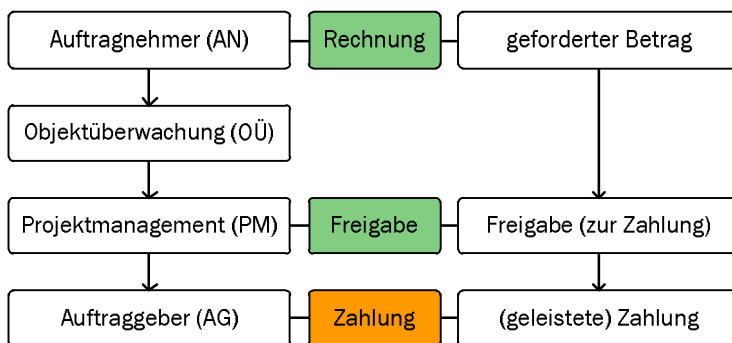 Auftragnehmer (AN)
Rechnung
geforderter Betrag
Objektüberwachung (OÜ)
Projektmanagement (PM)
Freigabe
Freigabe (zur Zahlung)
Auftraggeber (AG)
Zahlung
(geleistete) Zahlung